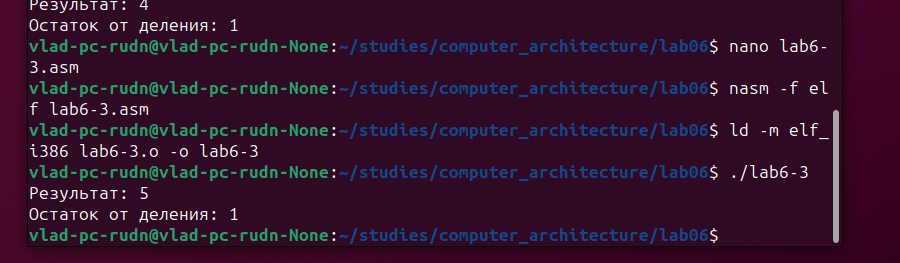 Результат: 4
Остаток от деления: 1
vlad-pc-rudn@vlad-pc-rudn-None:~/studies/computer_architecture/lab06$ nano lab6-
3.asm
vlad-pc-rudn@vlad-pc-rudn-None:~/studies/computer_architecture/lab06$ nasm -f el
f lab6-3.asm
vlad-pc-rudn@vlad-pc-rudn-None:~/studies/computer_architecture/lab06$ ld -m elf_
i386 lab6-3.o -o lab6-3
vlad-pc-rudn@vlad-pc-rudn-None:~/studies/computer_architecture/lab06$ ./lab6-3
Результат: 5
Остаток от деления: 1
vlad-pc-rudn@vlad-pc-rudn-None:~/studies/computer_architecture/lab06$